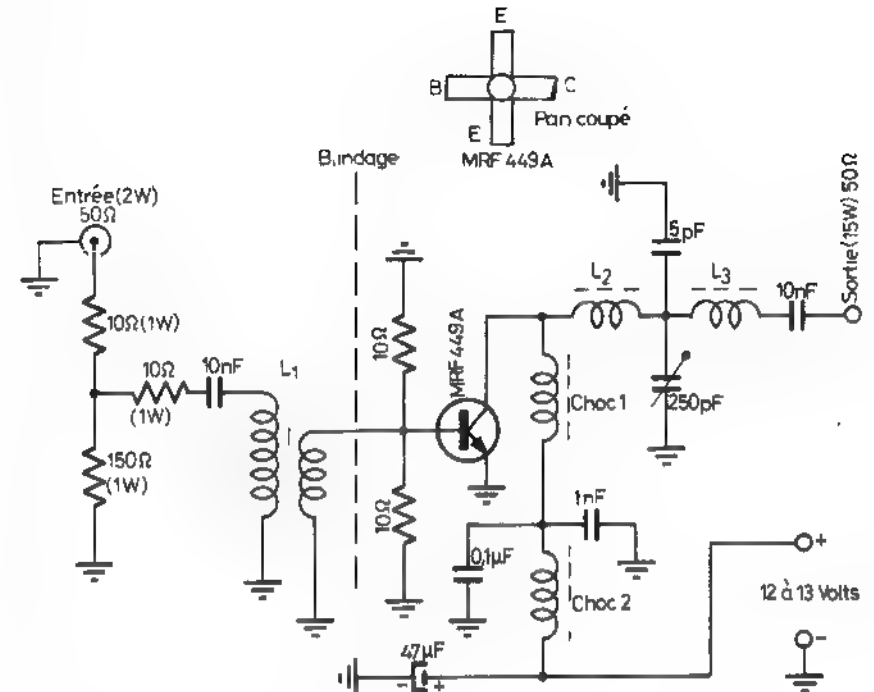 E
B
C
E
Pan coupé
MRF 449A
Blindage
Entrée(2W)
50Ω
10Ω(1W)
10Ω
(1W)
10nF
L1
150Ω
(1W)
10Ω
10Ω
MRF449A
5pF
L2
L3
10nF
Sortie(15W) 50Ω
250pF
Choc 1
1nF
0,1µF
Choc 2
47µF
-
+
+
12 à 13 Volts
-